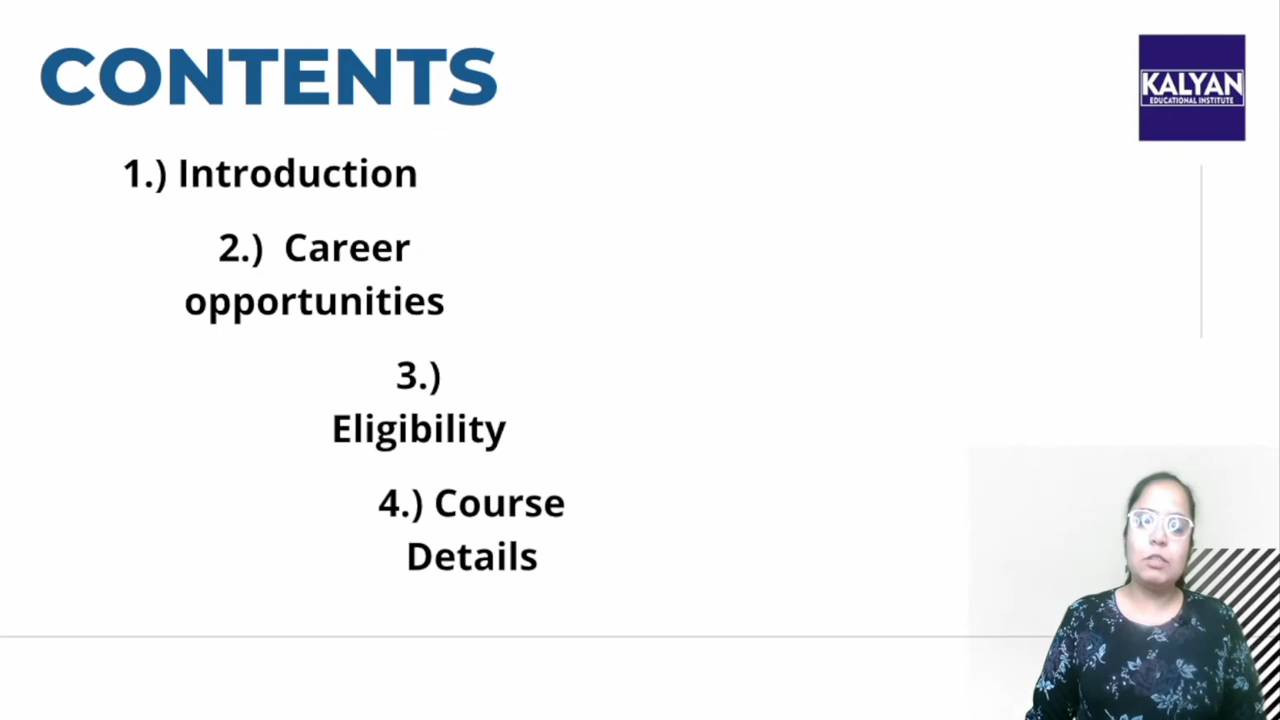 CONTENTS
KALYAN
EDUCATIONAL INSTITUTE
1.) Introduction
2.) Career
opportunities
3.)
Eligibility
4.) Course
Details